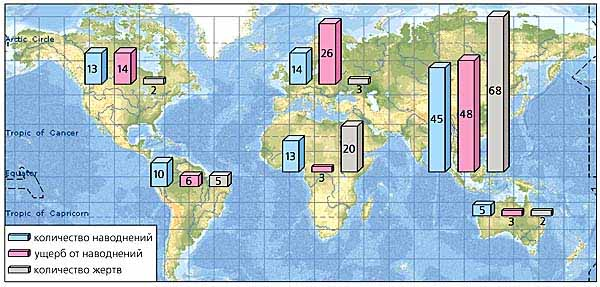 Arctic Circle
13
14
2
14
26
3
45
48
68
Tropic of Cancer
13
3
20
Equater
10
6
5
Tropic of Capricorn
5
3
2
количество наводнений
ущерб от наводнений
количество жертв